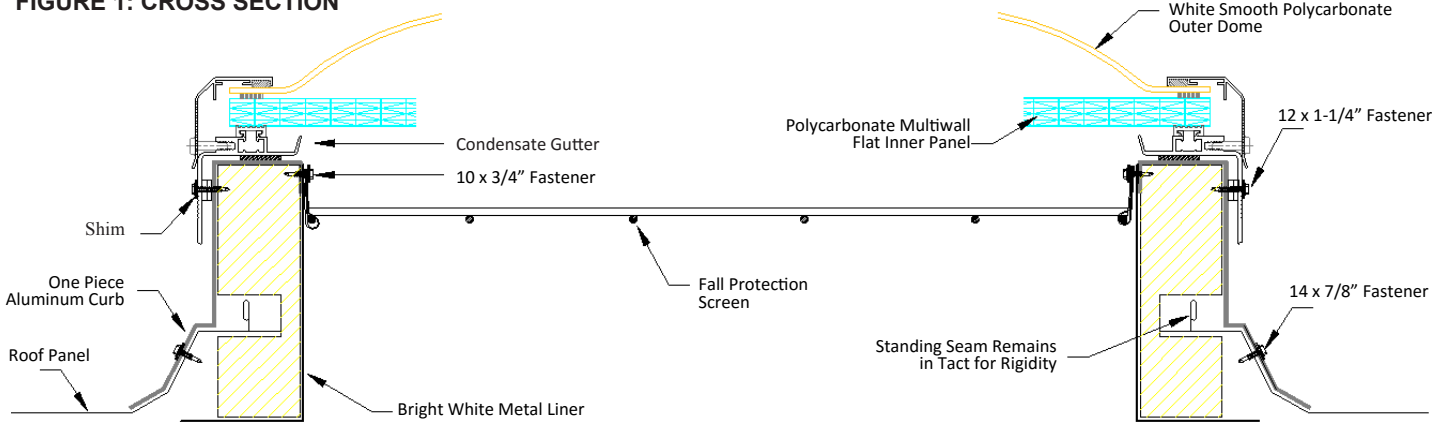 FIGURE 1: CROSS SECTION
White Smooth Polycarbonate
Outer Dome
12 x 1-1/4” Fastener
Polycarbonate Multiwall
Flat Inner Panel
Condensate Gutter
10 x 3/4” Fastener
Shim
One Piece
Aluminum Curb
Fall Protection
Screen
14 x 7/8” Fastener
Roof Panel
Standing Seam Remains
in Tact for Rigidity
Bright White Metal Liner